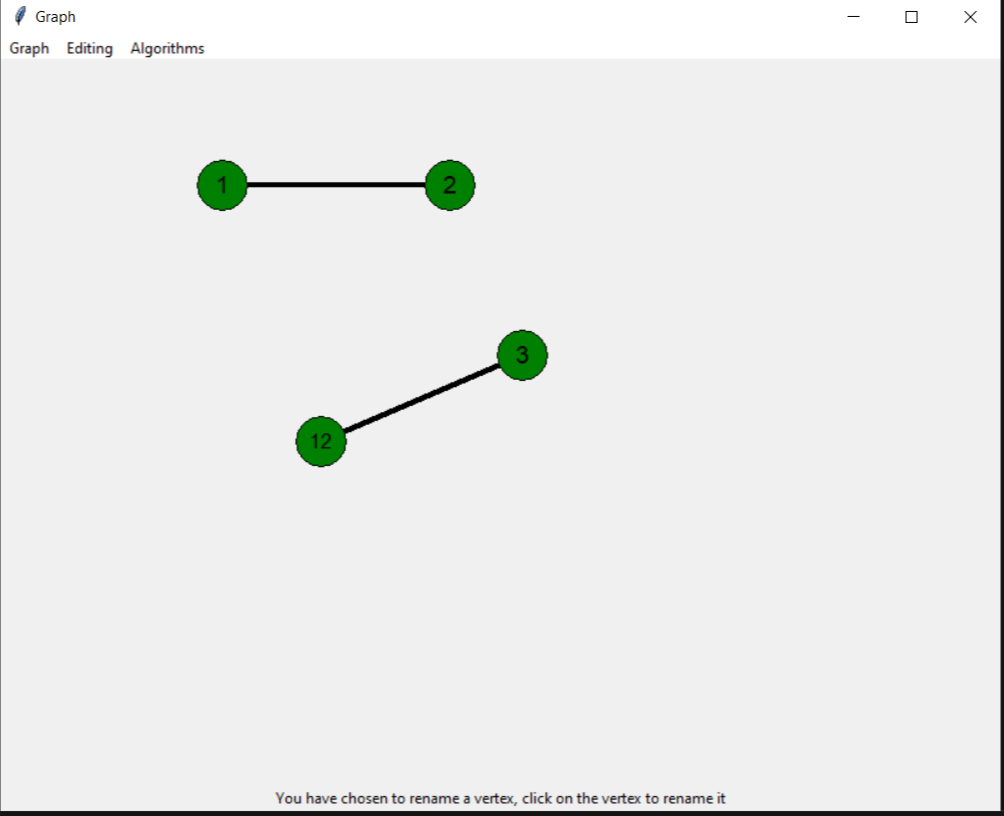 Graph
Graph Editing Algorithms
1 2
3
12
You have chosen to rename a vertex, click on the vertex to rename it